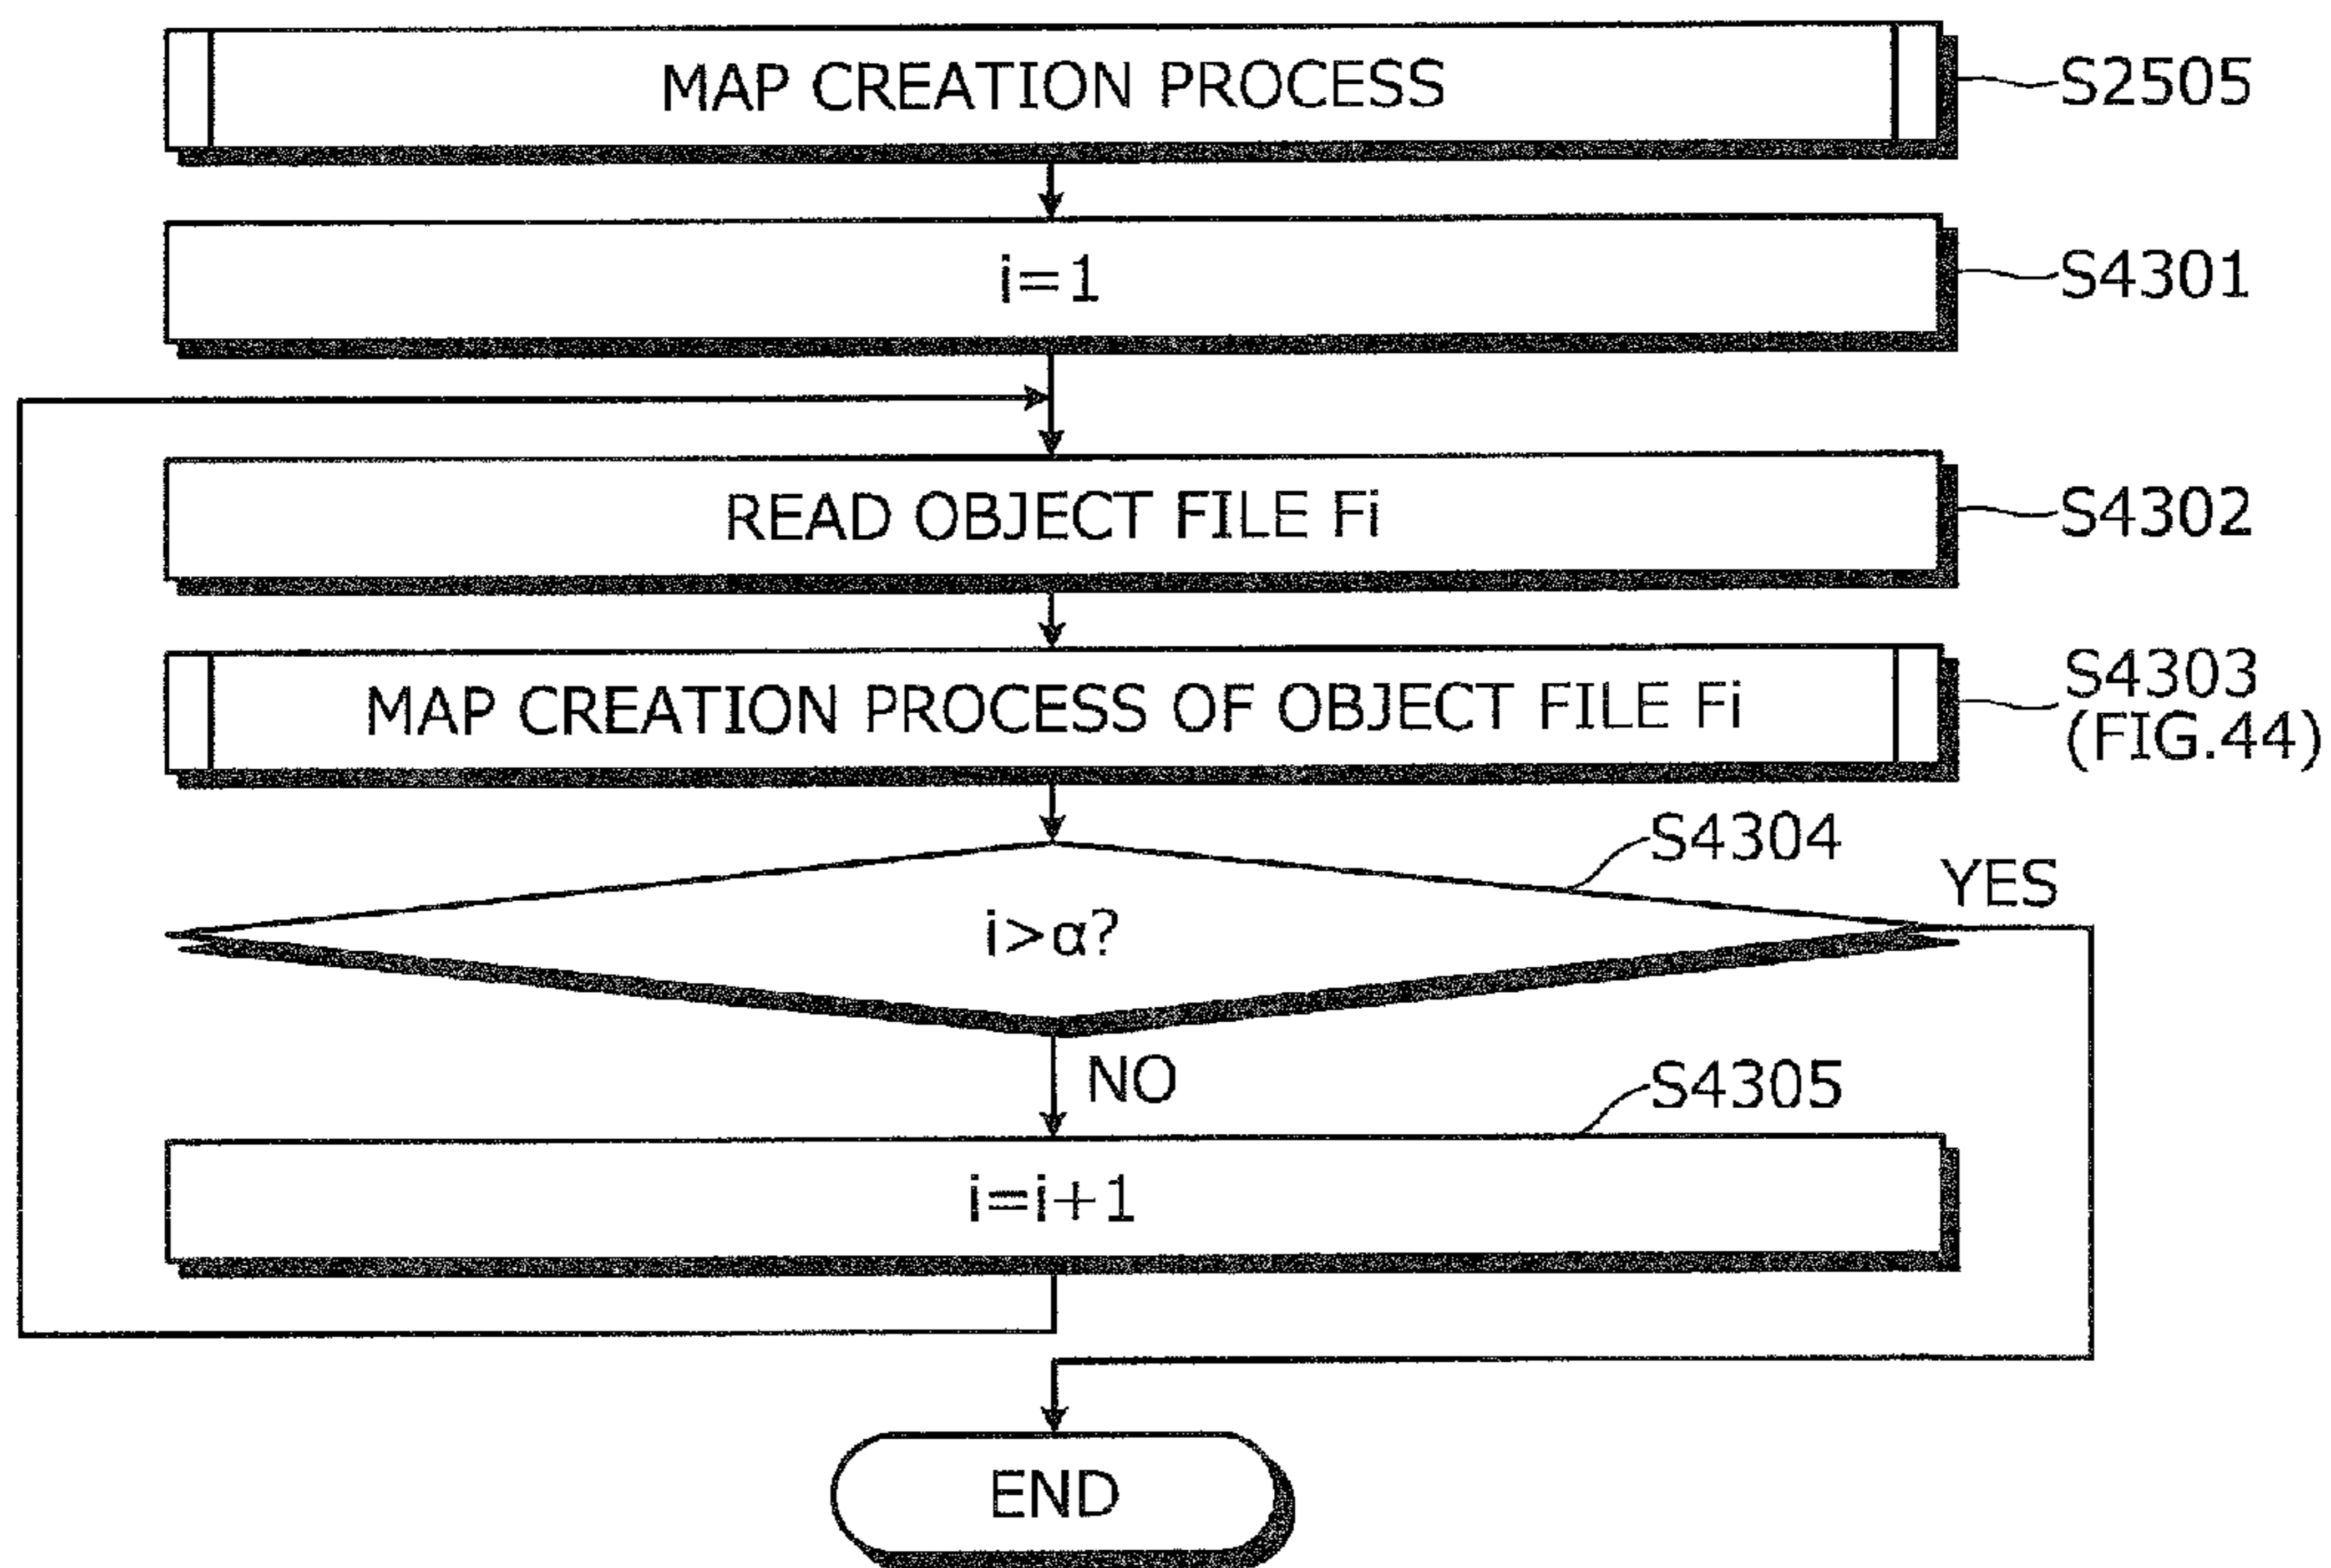 MAP CREATION PROCESS
S2505
i=1
S4301
READ OBJECT FILE Fi
S4302
MAP CREATION PROCESS OF OBJECT FILE Fi
S4303
(FIG.44)
S4304
YES
i>α?
NO
S4305
i=i+1
END